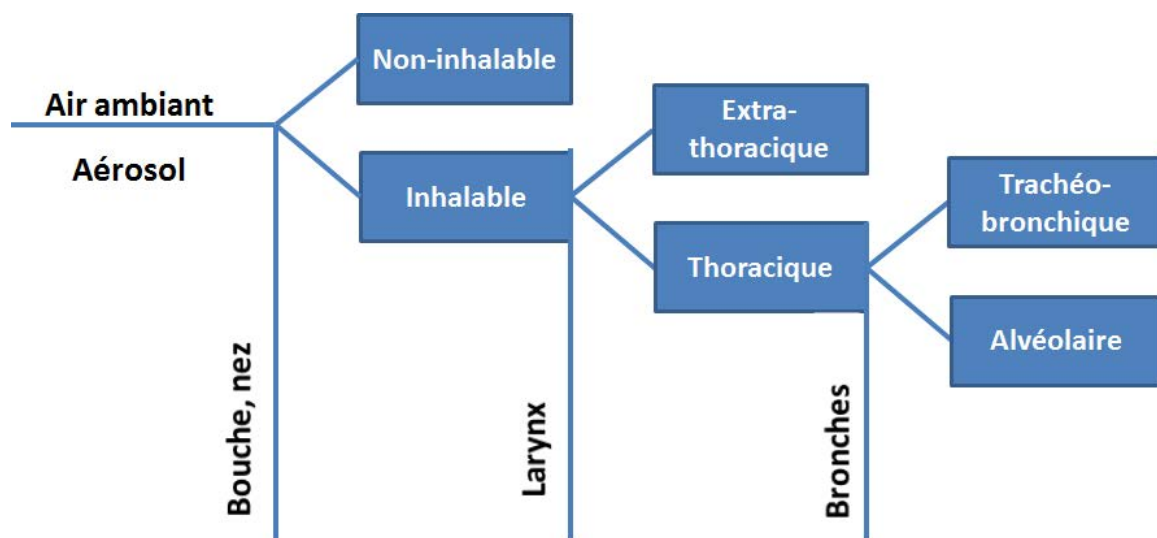 Air ambiant
Aérosol
Non-inhalable
Inhalable
Extra-
thoracique
Thoracique
Trachéo-
bronchique
Alvéolaire
Bouche, nez
Larynx
Bronches